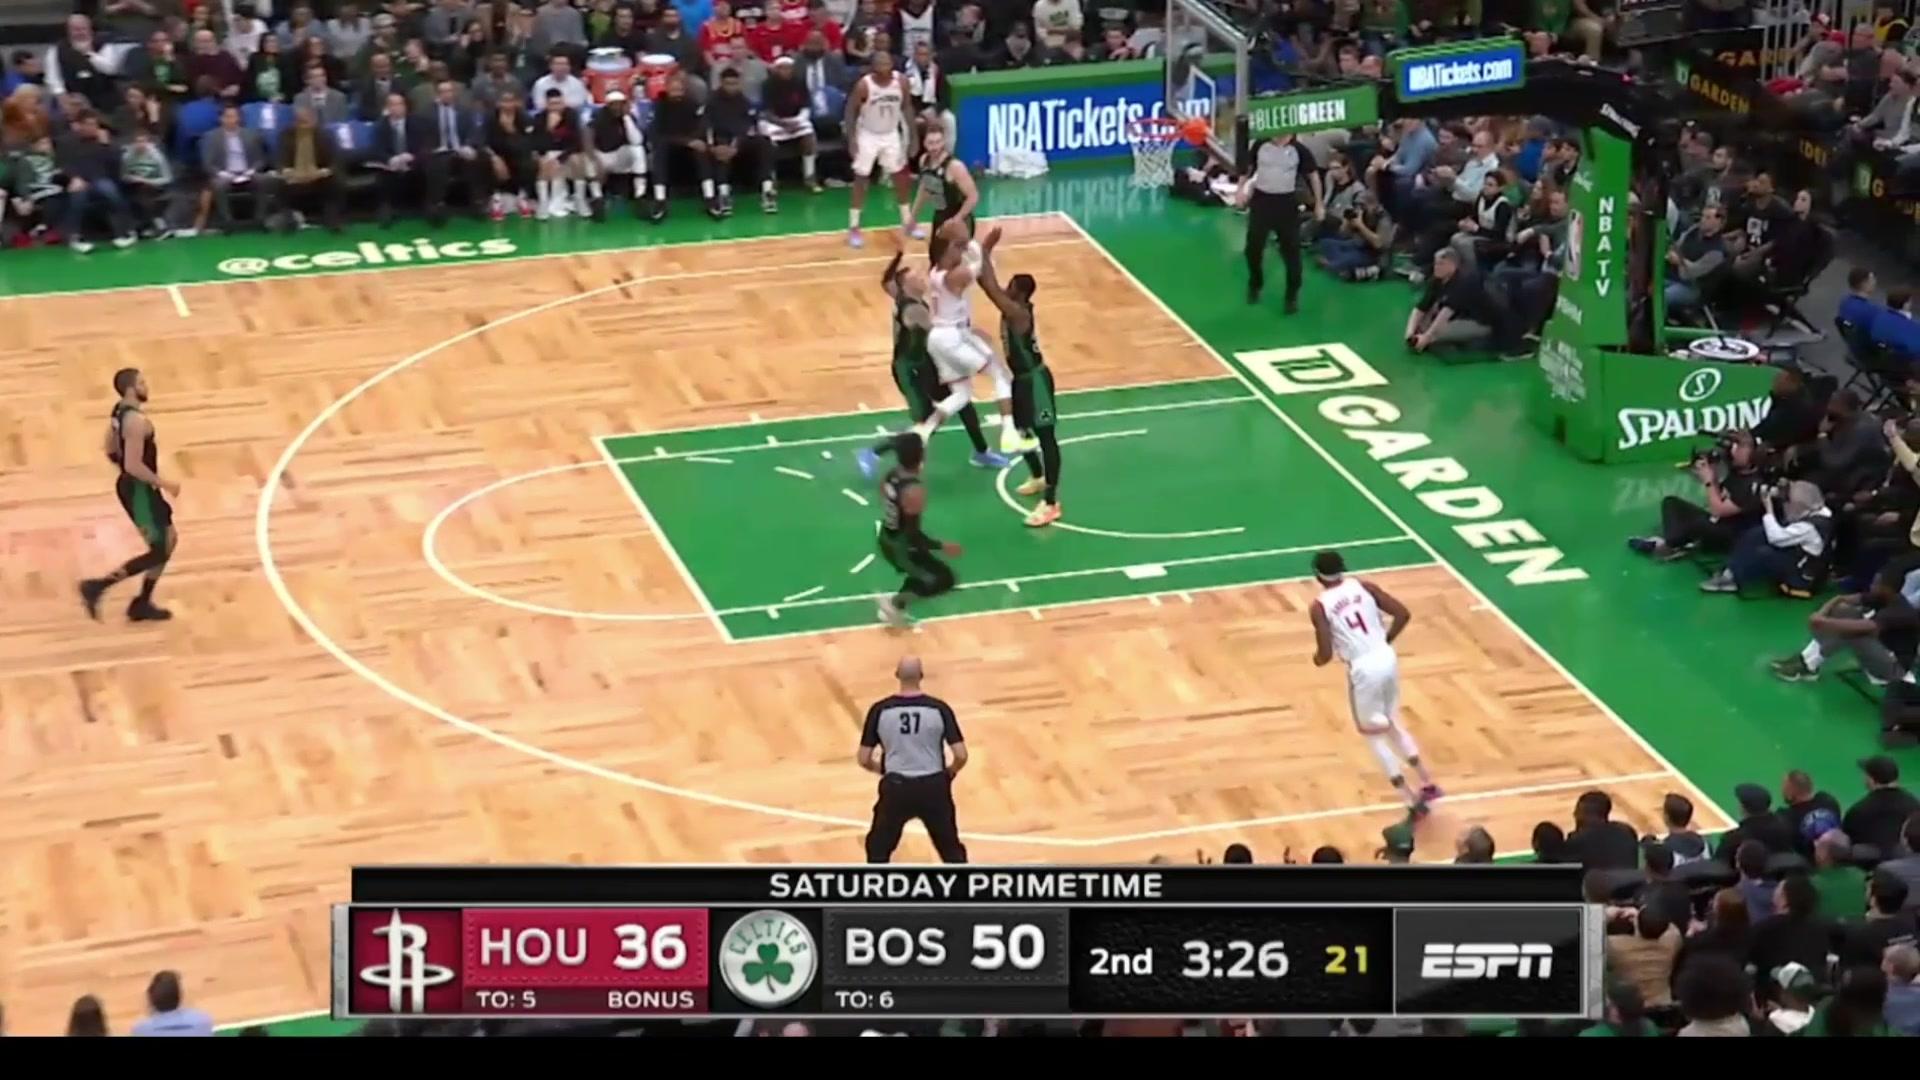 NBATickets.com
NBATickets.com
#BLEEDGREEN
GARDEN
@celtics
NBA TV
TD GARDEN
SPALDING
4
37
SATURDAY PRIMETIME
HOU 36
TO: 5 BONUS
CELTICS
BOS 50
TO: 6
2nd 3:26 21
ESPN